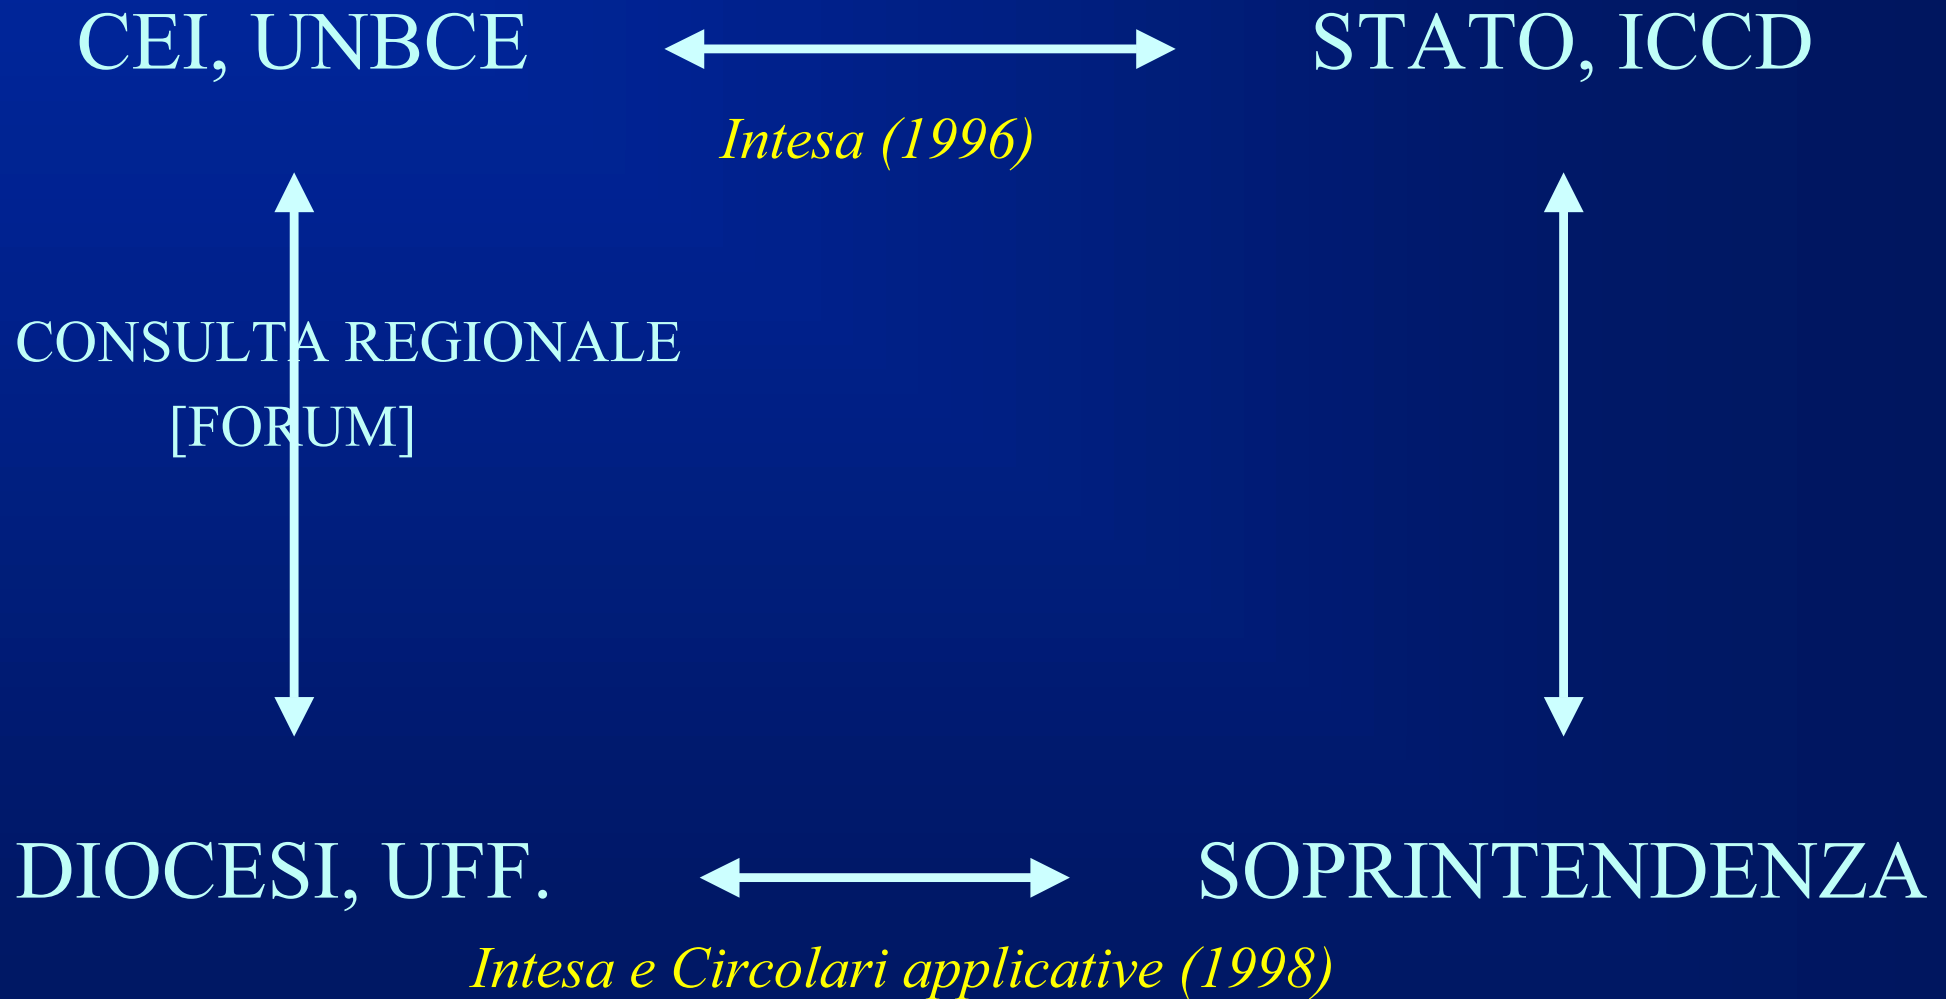 CEI, UNBCE
STATO, ICCD
Intesa (1996)
CONSULTA REGIONALE
[FORUM]
DIOCESI, UFF.
SOPRINTENDENZA
Intesa e Circolari applicative (1998)